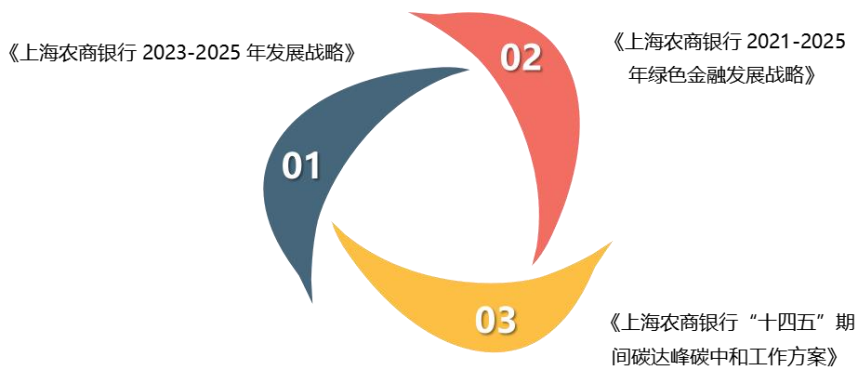 《上海农商银行 2023-2025 年发展战略》
01
02
《上海农商银行 2021-2025
年绿色金融发展战略》
03
《上海农商银行“十四五”期
间碳达峰碳中和工作方案》